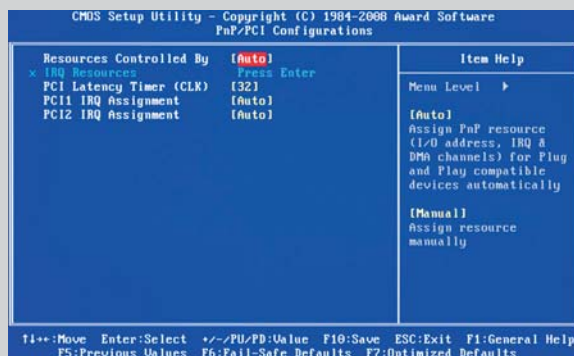 CMOS Setup Utility - Copyright (C) 1984-2008 Award Software
PnP/PCI Configurations
Resources Controlled By [Auto]
x IRQ Resources Press Enter
PCI Latency Timer (CLK) [32]
PCI1 IRQ Assignment [Auto]
PCI2 IRQ Assignment [Auto]
Item Help
Menu Level ▶
[Auto]
Assign PnP resource
(I/O address, IRQ &
DMA channels) for Plug
and Play compatible
devices automatically
[Manual]
Assign resource
manually
↑↓→←:Move Enter:Select +/-/PU/PD:Value F10:Save ESC:Exit F1:General Help
F5:Previous Values F6:Fail-Safe Defaults F7:Optimized Defaults